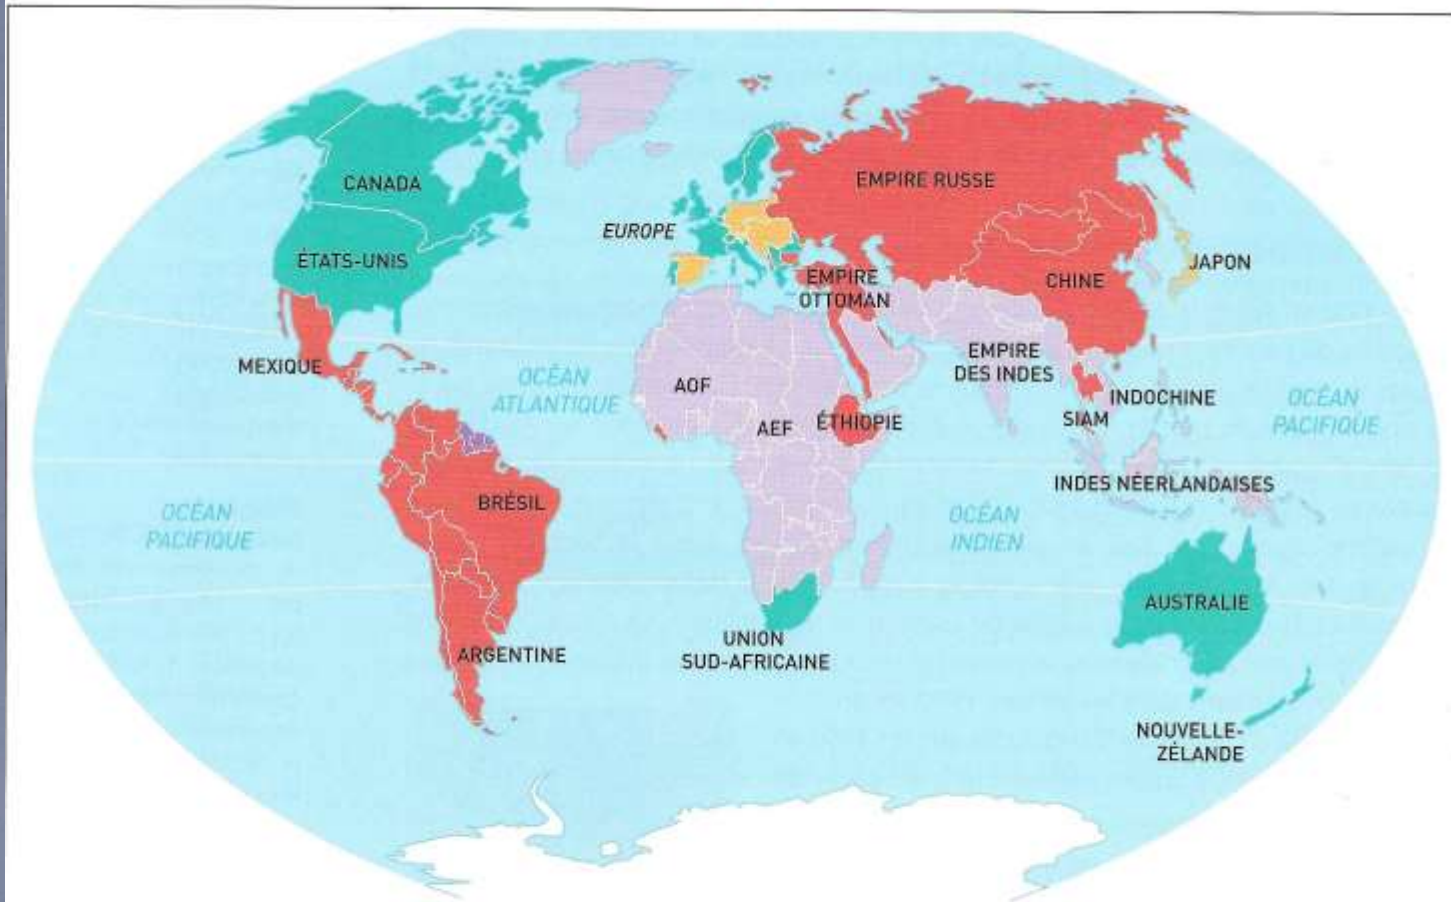 CANADA
EMPIRE RUSSE
EUROPE
ÉTATS-UNIS
JAPON
EMPIRE
OTTOMAN
CHINE
MEXIQUE
EMPIRE
DES INDES
OCÉAN
ATLANTIQUE
AOF
INDOCHINE
OCÉAN
PACIFIQUE
SIAM
AEF
ÉTHIOPIE
INDES NÉERLANDAISES
BRÉSIL
OCÉAN
PACIFIQUE
OCÉAN
INDIEN
AUSTRALIE
UNION
SUD-AFRICAINE
ARGENTINE
NOUVELLE-
ZÉLANDE